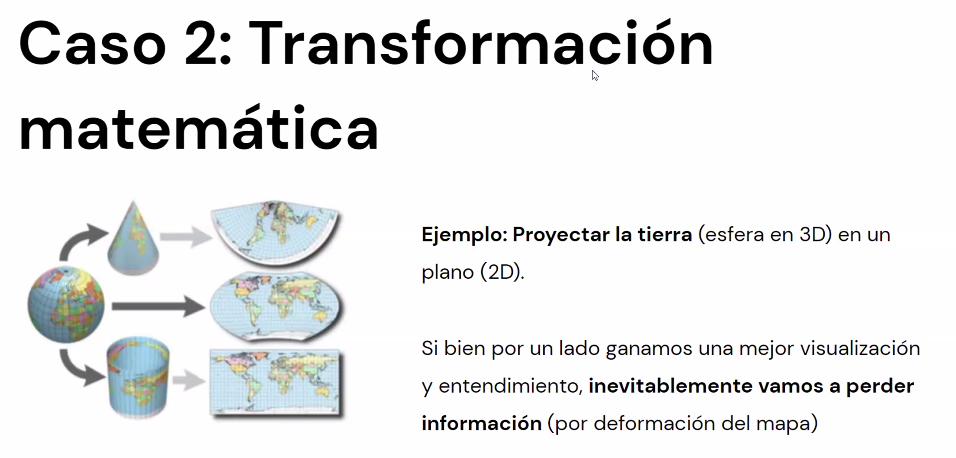 Caso 2: Transformación
matemática
Ejemplo: Proyectar la tierra (esfera en 3D) en un
plano (2D).
Si bien por un lado ganamos una mejor visualización
y entendimiento, inevitablemente vamos a perder
información (por deformación del mapa)